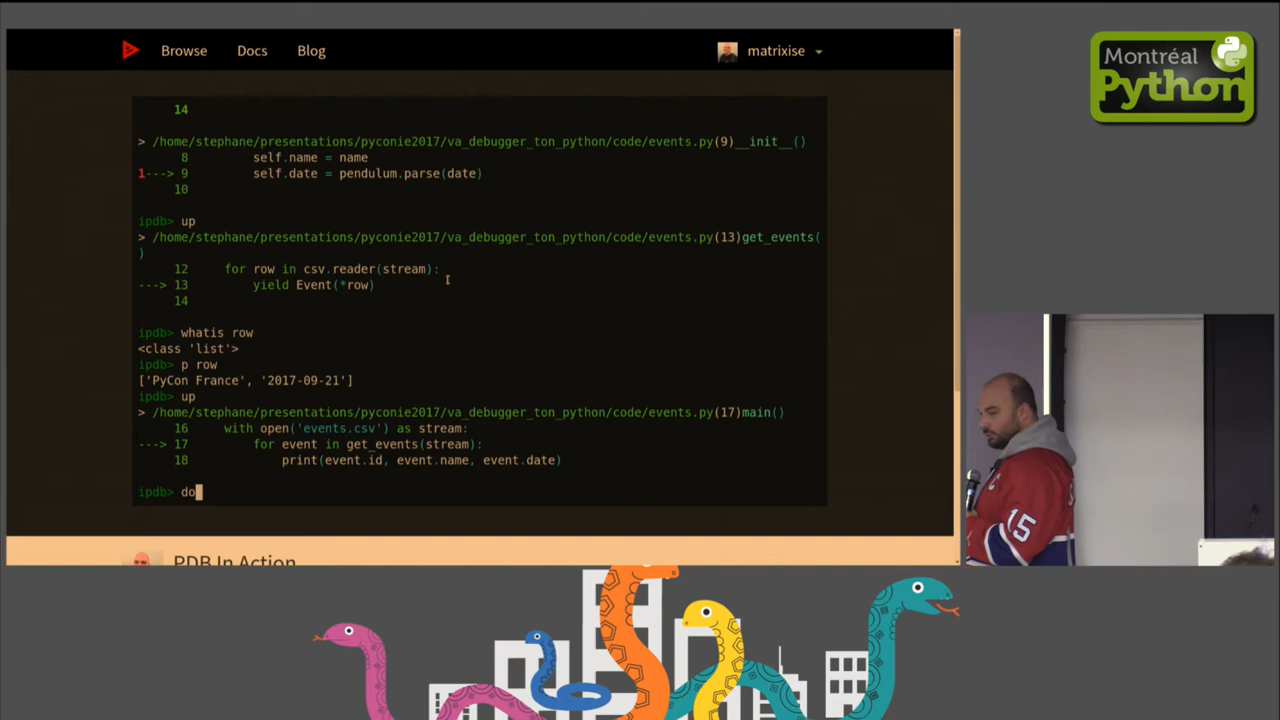 Browse Docs Blog matrixise
14
> /home/stephane/presentations/pyconie2017/va_debugger_ton_python/code/events.py(9)__init__()
8 self.name = name
1---> 9 self.date = pendulum.parse(date)
10
ipdb> up
> /home/stephane/presentations/pyconie2017/va_debugger_ton_python/code/events.py(13)get_events(
)
12 for row in csv.reader(stream):
---> 13 yield Event(*row)
14
ipdb> whatis row
<class 'list'>
ipdb> p row
['PyCon France', '2017-09-21']
ipdb> up
> /home/stephane/presentations/pyconie2017/va_debugger_ton_python/code/events.py(17)main()
16 with open('events.csv') as stream:
---> 17 for event in get_events(stream):
18 print(event.id, event.name, event.date)
ipdb> do
PDB In Action
Montréal
Python
C
15